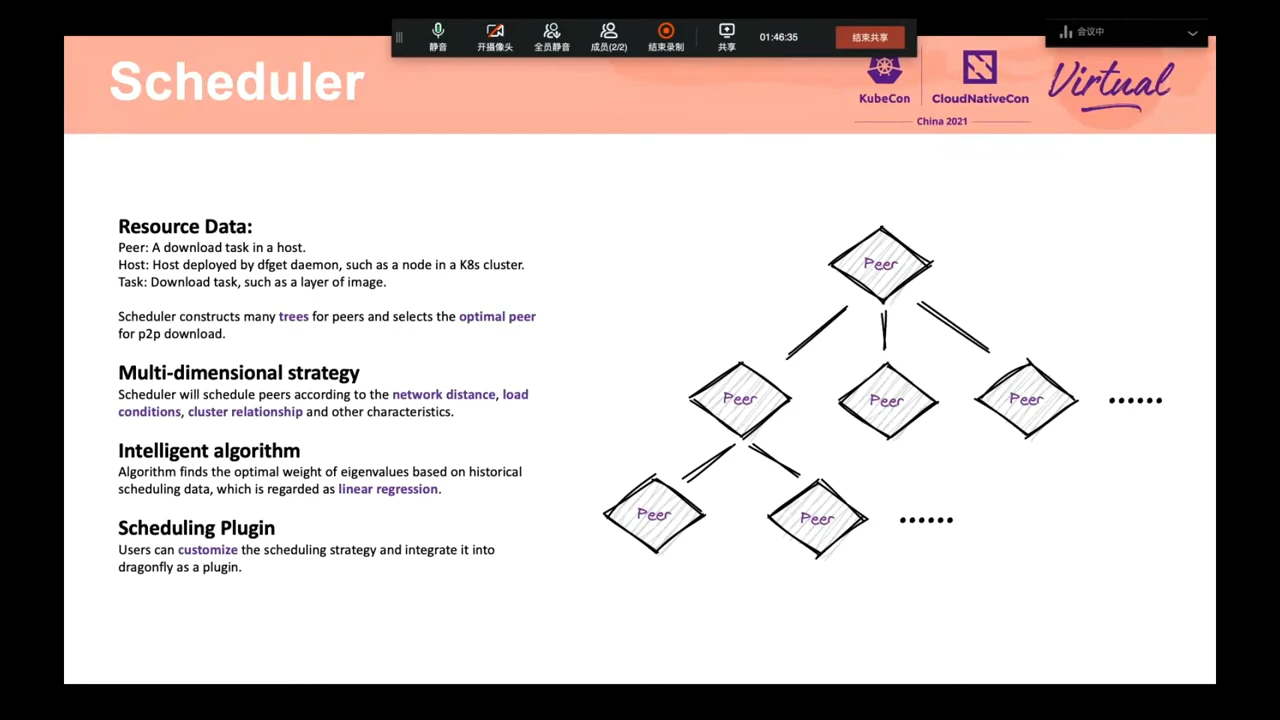 静音
开摄像头
全员静音
成员(2/2)
结束录制
共享
01:46:35
结束共享
会议中
Scheduler
KubeCon
CloudNativeCon
China 2021
Virtual
Resource Data:
Peer: A download task in a host.
Host: Host deployed by dfget daemon, such as a node in a K8s cluster.
Task: Download task, such as a layer of image.
Scheduler constructs many trees for peers and selects the optimal peer
for p2p download.
Multi-dimensional strategy
Scheduler will schedule peers according to the network distance, load
conditions, cluster relationship and other characteristics.
Intelligent algorithm
Algorithm finds the optimal weight of eigenvalues based on historical
scheduling data, which is regarded as linear regression.
Scheduling Plugin
Users can customize the scheduling strategy and integrate it into
dragonfly as a plugin.
Peer
Peer
Peer
Peer
......
Peer
Peer
......